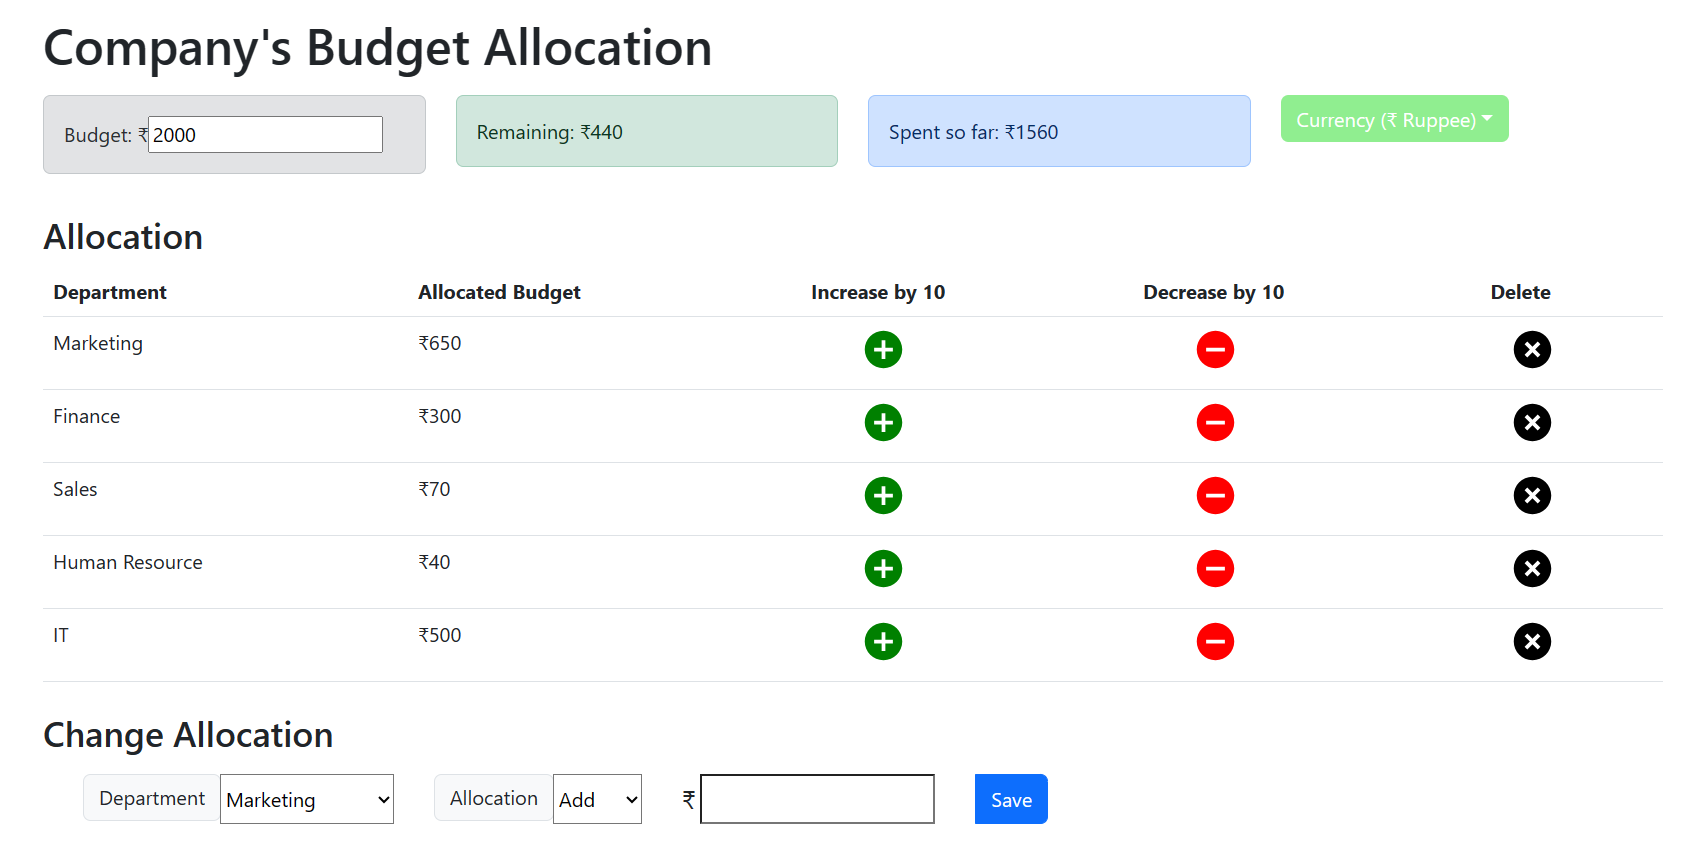 Company's Budget Allocation
Budget: ₹2000
Remaining: ₹440
Spent so far: ₹1560
Currency (₹ Ruppee)
Allocation
Department Allocated Budget Increase by 10 Decrease by 10 Delete
Marketing ₹650
Finance ₹300
Sales ₹70
Human Resource ₹40
IT ₹500
Change Allocation
Department Marketing Allocation Add ₹ Save